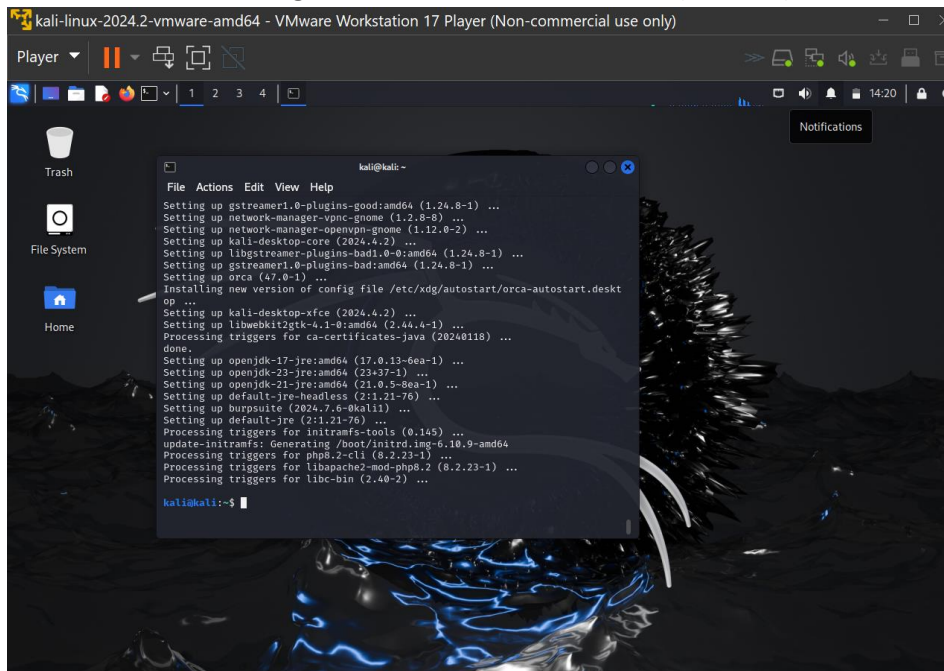 kali-linux-2024.2-vmware-amd64 - VMware Workstation 17 Player (Non-commercial use only)
Player
1 2 3 4
14:20
Notifications
Trash
File System
Home
kali@kali: ~
File Actions Edit View Help
Setting up gstreamer1.0-plugins-good:amd64 (1.24.8-1) ...
Setting up network-manager-vpnc-gnome (1.2.8-8) ...
Setting up network-manager-openvpn-gnome (1.12.0-2) ...
Setting up kali-desktop-core (2024.4.2) ...
Setting up libgstreamer-plugins-bad1.0-0:amd64 (1.24.8-1) ...
Setting up gstreamer1.0-plugins-bad:amd64 (1.24.8-1) ...
Setting up orca (47.0-1) ...
Installing new version of config file /etc/xdg/autostart/orca-autostart.deskt
op ...
Setting up kali-desktop-xfce (2024.4.2) ...
Setting up libwebkit2gtk-4.1-0:amd64 (2.44.4-1) ...
Processing triggers for ca-certificates-java (20240118) ...
done.
Setting up openjdk-17-jre:amd64 (17.0.13~6ea-1) ...
Setting up openjdk-23-jre:amd64 (23+37-1) ...
Setting up openjdk-21-jre:amd64 (21.0.5~8ea-1) ...
Setting up default-jre-headless (2:1.21-76) ...
Setting up burpsuite (2024.7.6-0kali1) ...
Setting up default-jre (2:1.21-76) ...
Processing triggers for initramfs-tools (0.145) ...
update-initramfs: Generating /boot/initrd.img-6.10.9-amd64
Processing triggers for php8.2-cli (8.2.23-1) ...
Processing triggers for libapache2-mod-php8.2 (8.2.23-1) ...
Processing triggers for libc-bin (2.40-2) ...
kali@kali:~$